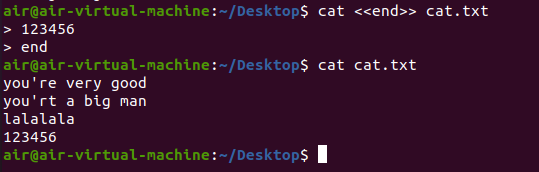 air@air-virtual-machine:~/Desktop$ cat <<end>> cat.txt
> 123456
> end
air@air-virtual-machine:~/Desktop$ cat cat.txt
you're very good
you'rt a big man
lalalala
123456
air@air-virtual-machine:~/Desktop$